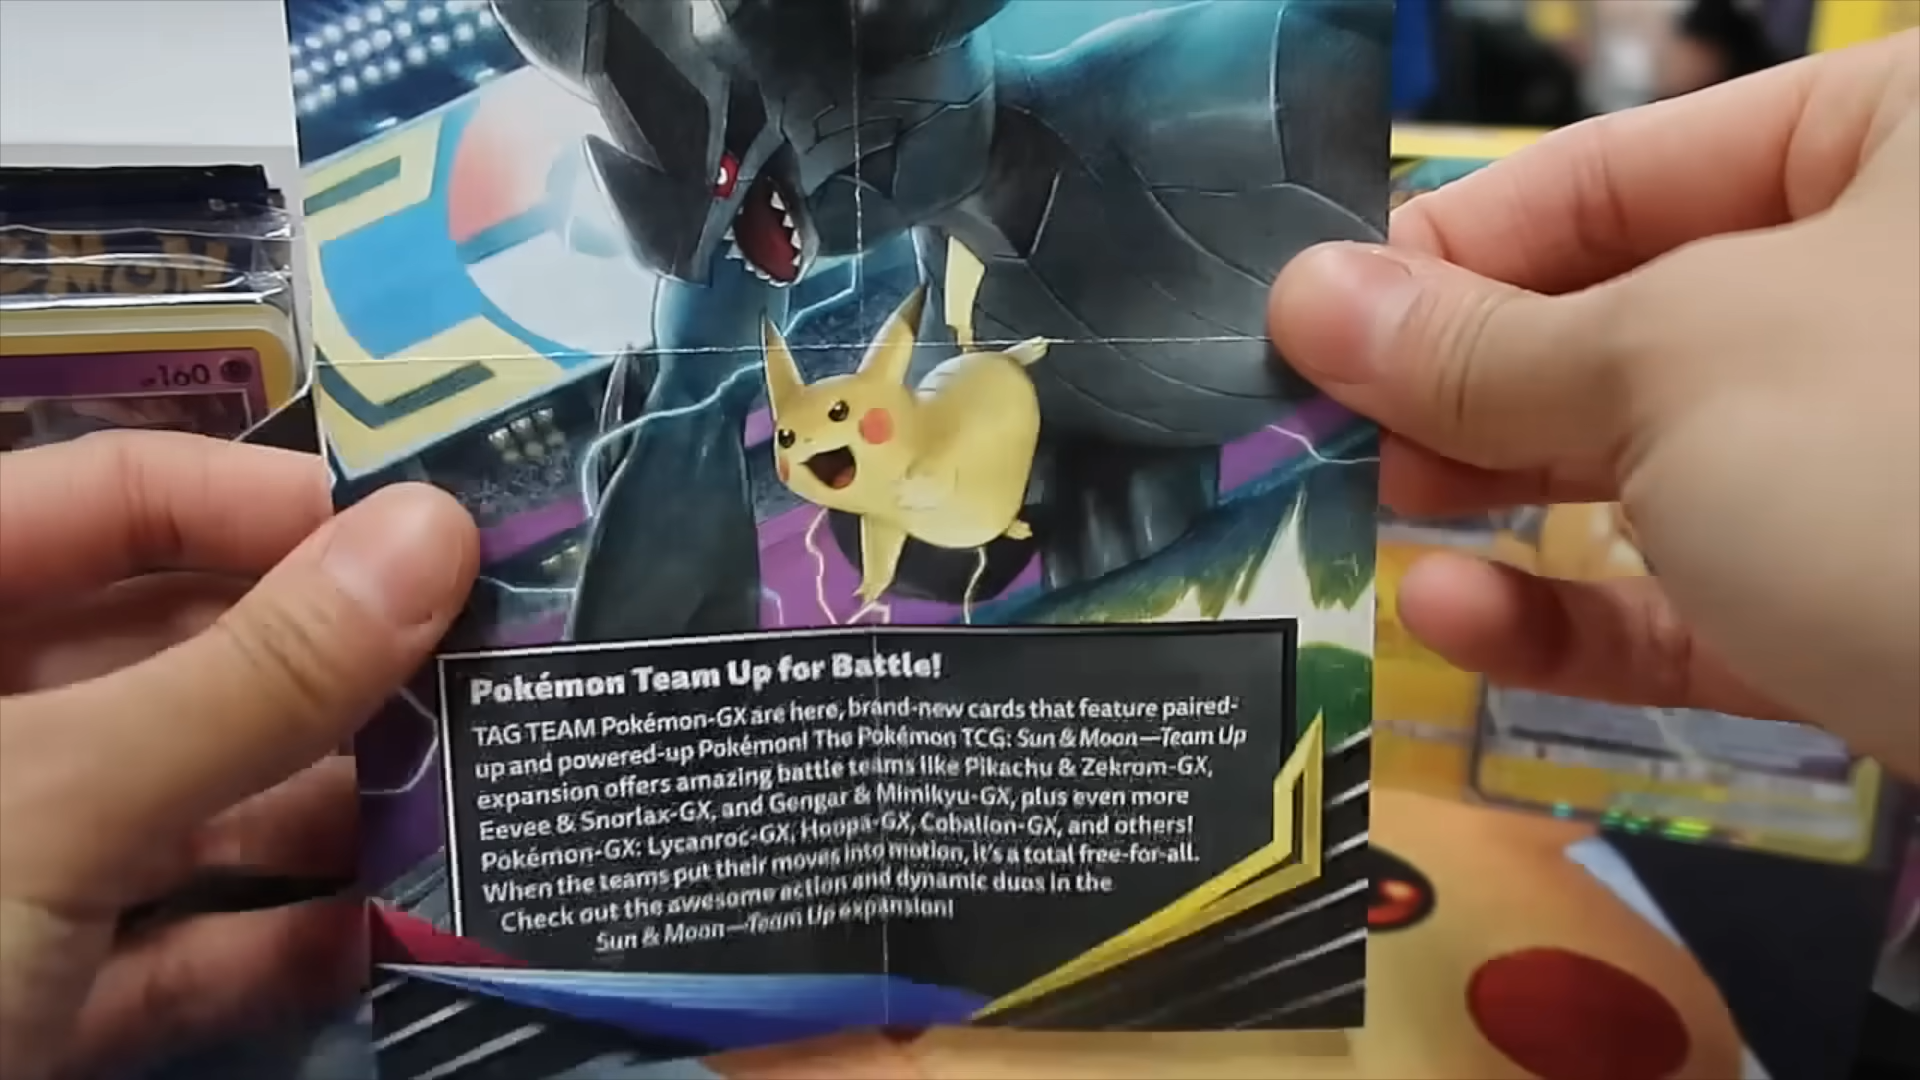 160
Pokémon Team Up for Battle!
TAG TEAM Pokémon-GX are here, brand-new cards that feature paired-
up and powered-up Pokémon! The Pokémon TCG: Sun & Moon—Team Up
expansion offers amazing battle teams like Pikachu & Zekrom-GX,
Eevee & Snorlax-GX, and Gengar & Mimikyu-GX, plus even more
Pokémon-GX: Lycanroc-GX, Hoopa-GX, Cobalion-GX, and others!
When the teams put their moves into motion, it's a total free-for-all.
Check out the awesome action and dynamic duos in the
Sun & Moon—Team Up expansion!